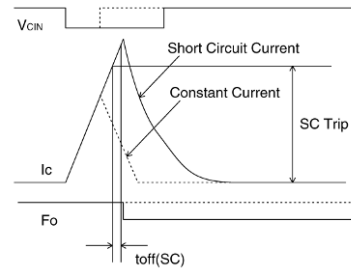 VCIN
Short Circuit Current
Constant Current
SC Trip
Ic
Fo
toff(SC)